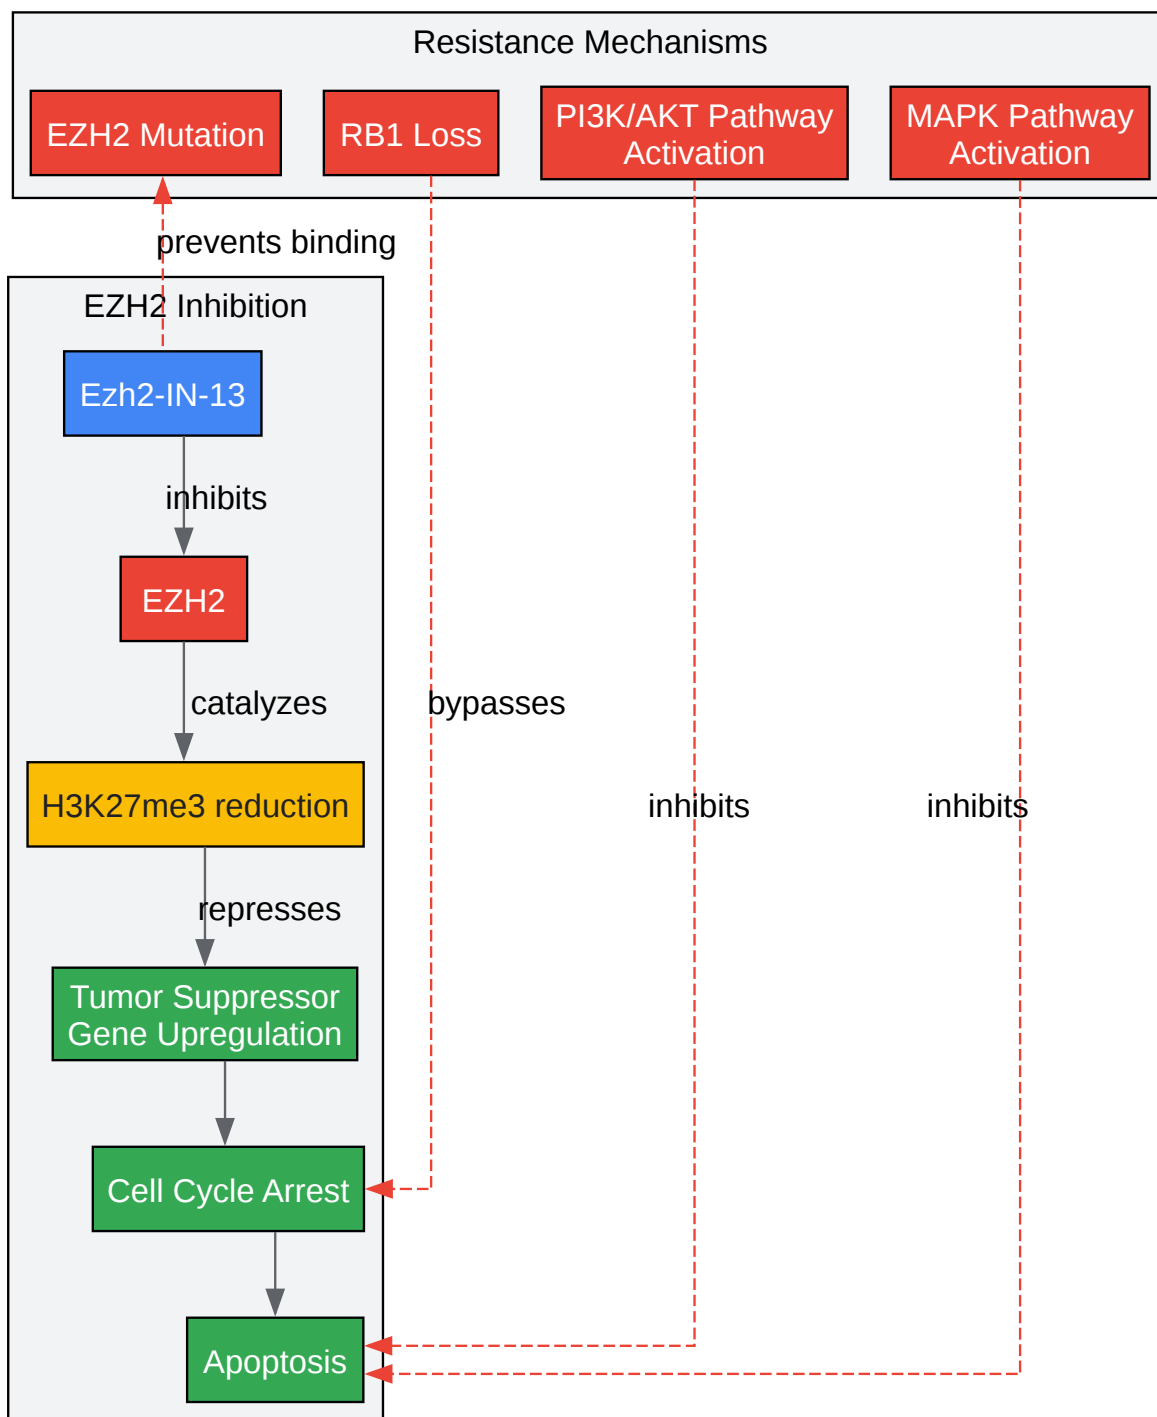 Resistance Mechanisms
EZH2 Mutation
RB1 Loss
PI3K/AKT Pathway
Activation
MAPK Pathway
Activation
prevents binding
EZH2 Inhibition
Ezh2-IN-13
inhibits
EZH2
catalyzes
bypasses
H3K27me3 reduction
inhibits
inhibits
represses
Tumor Suppressor
Gene Upregulation
Cell Cycle Arrest
Apoptosis